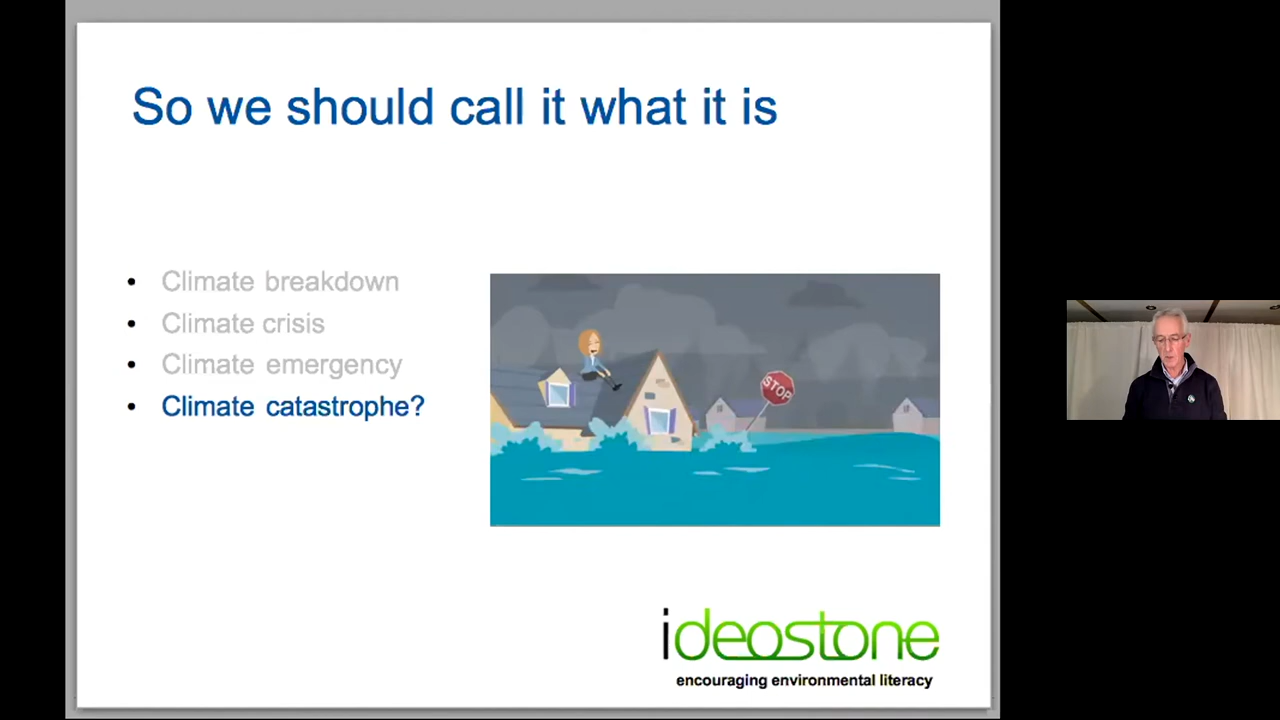 So we should call it what it is
• Climate breakdown
• Climate crisis
• Climate emergency
• Climate catastrophe?
STOP
ideostone
encouraging environmental literacy